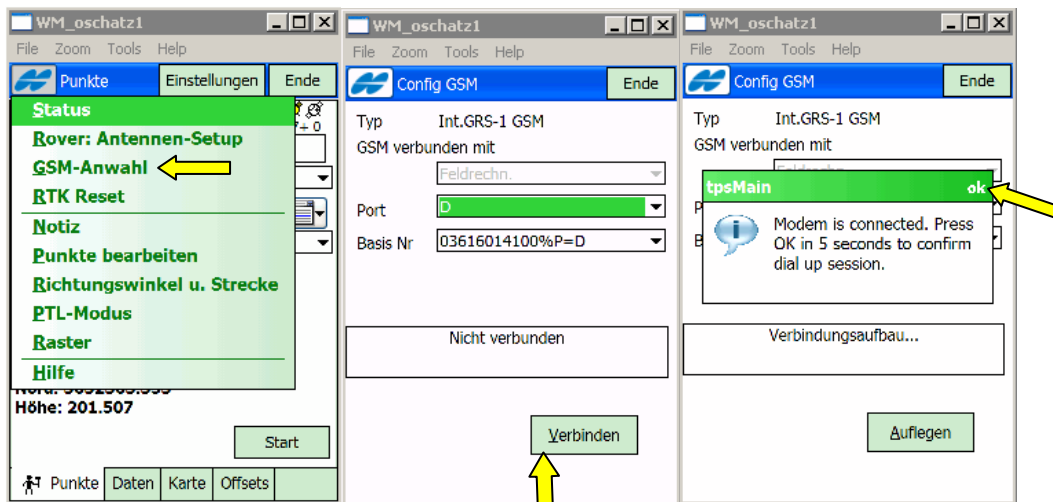 WM_oschatz1
File Zoom Tools Help
Punkte Einstellungen Ende
Status
7+ 0
Rover: Antennen-Setup
GSM-Anwahl
RTK Reset
Notiz
Punkte bearbeiten
Richtungswinkel u. Strecke
PTL-Modus
Raster
Hilfe
Höhe: 201.507
Start
Punkte Daten Karte Offsets
WM_oschatz1
File Zoom Tools Help
Config GSM Ende
Typ Int.GRS-1 GSM
GSM verbunden mit
Feldrechn.
Port D
Basis Nr 03616014100%P=D
Nicht verbunden
Verbinden
WM_oschatz1
File Zoom Tools Help
Config GSM Ende
Typ Int.GRS-1 GSM
GSM verbunden mit
tpsMain ok
Modem is connected. Press
OK in 5 seconds to confirm
dial up session.
Verbindungsaufbau...
Auflegen